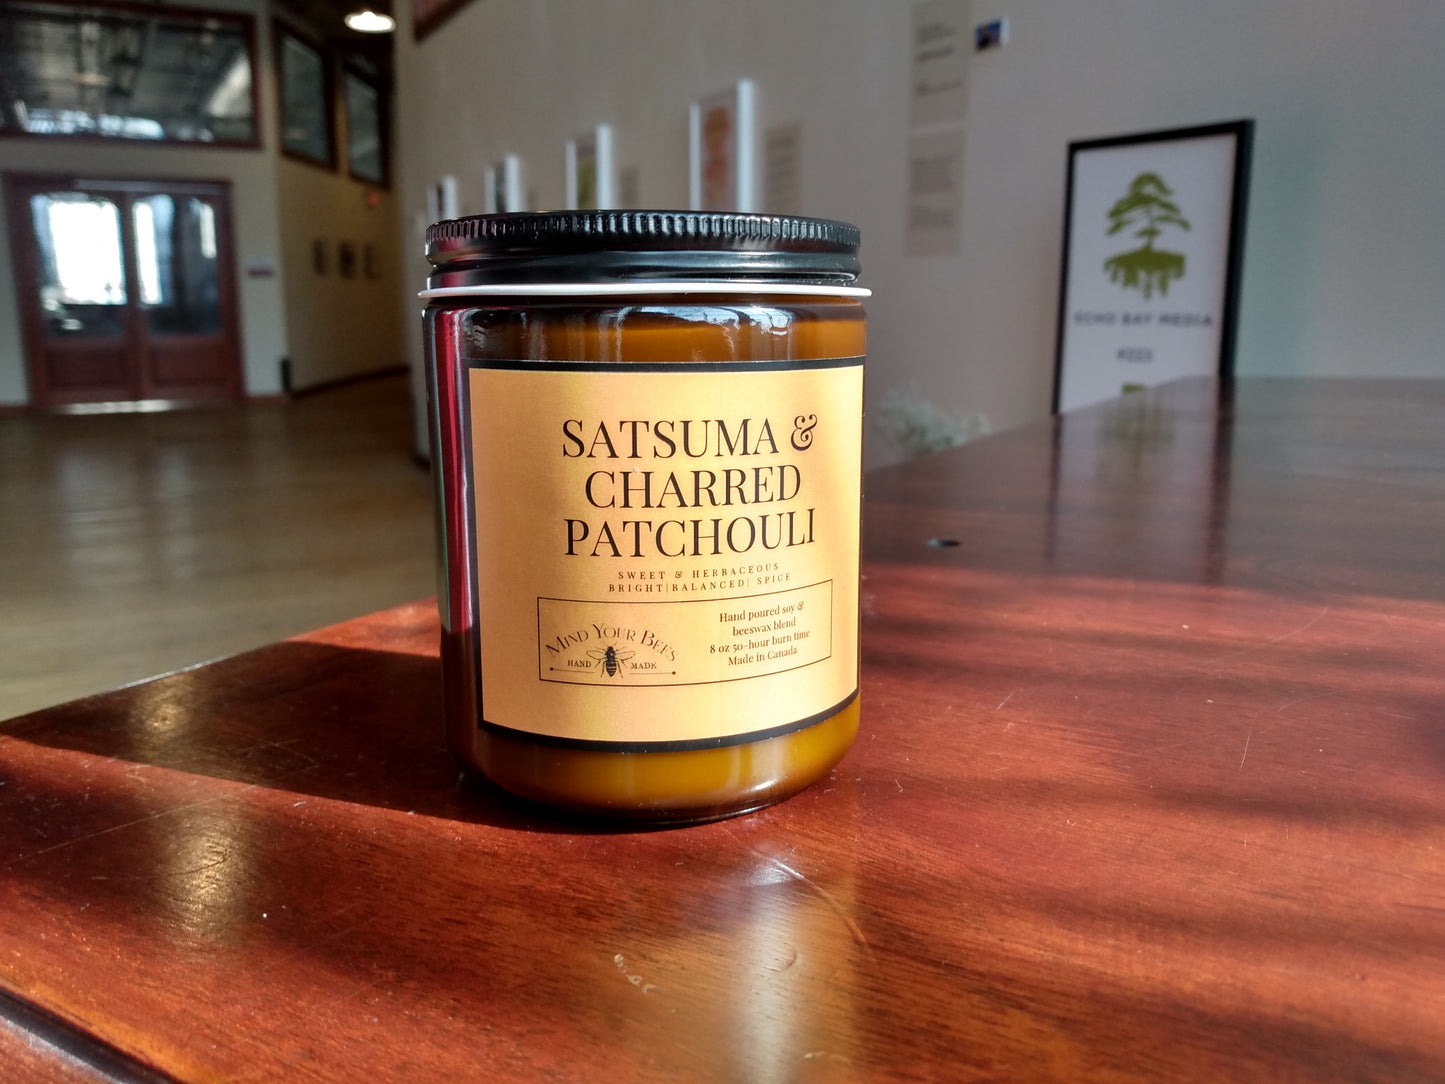 SATSUMA &
CHARRED
PATCHOULI
SWEET & HERBACEOUS
BRIGHT|BALANCED| SPICE
MIND YOUR BEES
HAND MADE
Hand poured soy &
beeswax blend
8 oz 50-hour burn time
Made in Canada
ECHO BAY MEDIA
#223